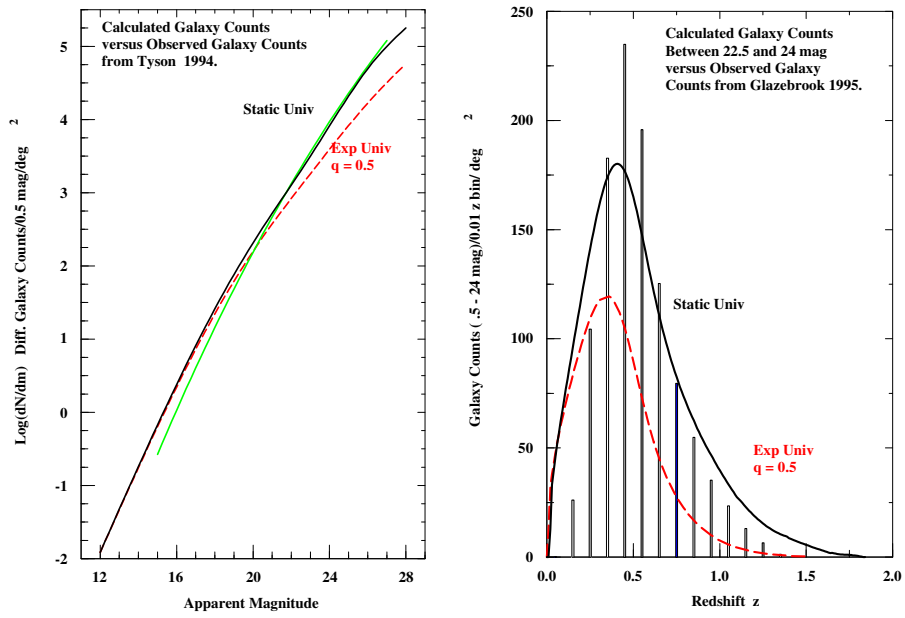 Calculated Galaxy Counts
versus Observed Galaxy Counts
from Tyson 1994.
Static Univ
Exp Univ
q = 0.5
Log(dN/dm) Diff. Galaxy Counts/0.5 mag/deg 2
5
4
3
2
1
0
-1
-2
12 16 20 24 28
Apparent Magnitude
Calculated Galaxy Counts
Between 22.5 and 24 mag
versus Observed Galaxy
Counts from Glazebrook 1995.
Static Univ
Exp Univ
q = 0.5
Galaxy Counts ( .5 - 24 mag)/0.01 z bin/ deg 2
250
200
150
100
50
0
0.0 0.5 1.0 1.5 2.0
Redshift z